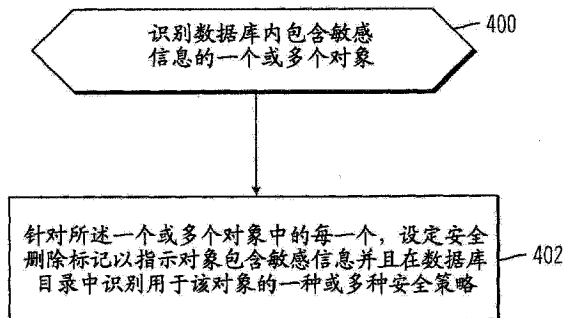 识别数据库内包含敏感
信息的一个或多个对象
400
针对所述一个或多个对象中的每一个，设定安全
删除标记以指示对象包含敏感信息并且在数据库
目录中识别用于该对象的一种或多种安全策略
402